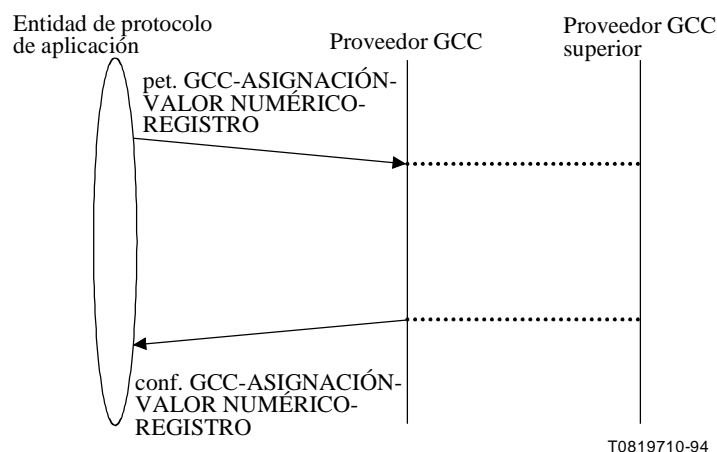 Entidad de protocolo
de aplicación
Proveedor GCC
Proveedor GCC
superior
pet. GCC-ASIGNACIÓN-
VALOR NUMÉRICO-
REGISTRO
conf. GCC-ASIGNACIÓN-
VALOR NUMÉRICO-
REGISTRO
T0819710-94